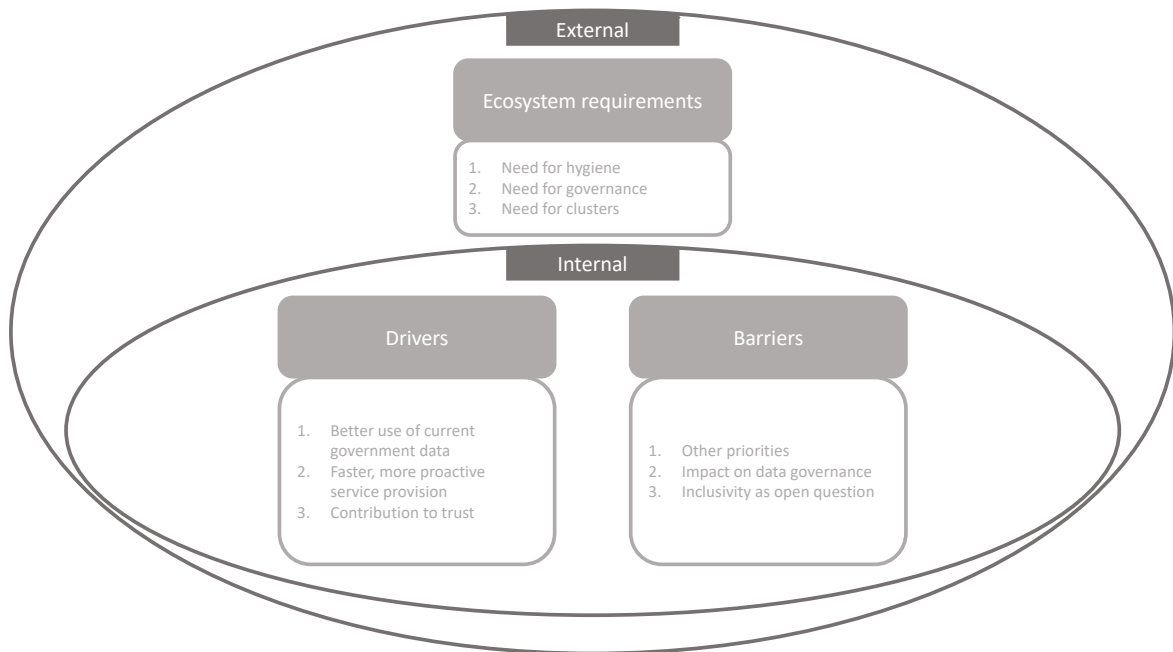 External
Ecosystem requirements
1. Need for hygiene
2. Need for governance
3. Need for clusters
Internal
Drivers
1. Better use of current
government data
2. Faster, more proactive
service provision
3. Contribution to trust
Barriers
1. Other priorities
2. Impact on data governance
3. Inclusivity as open question